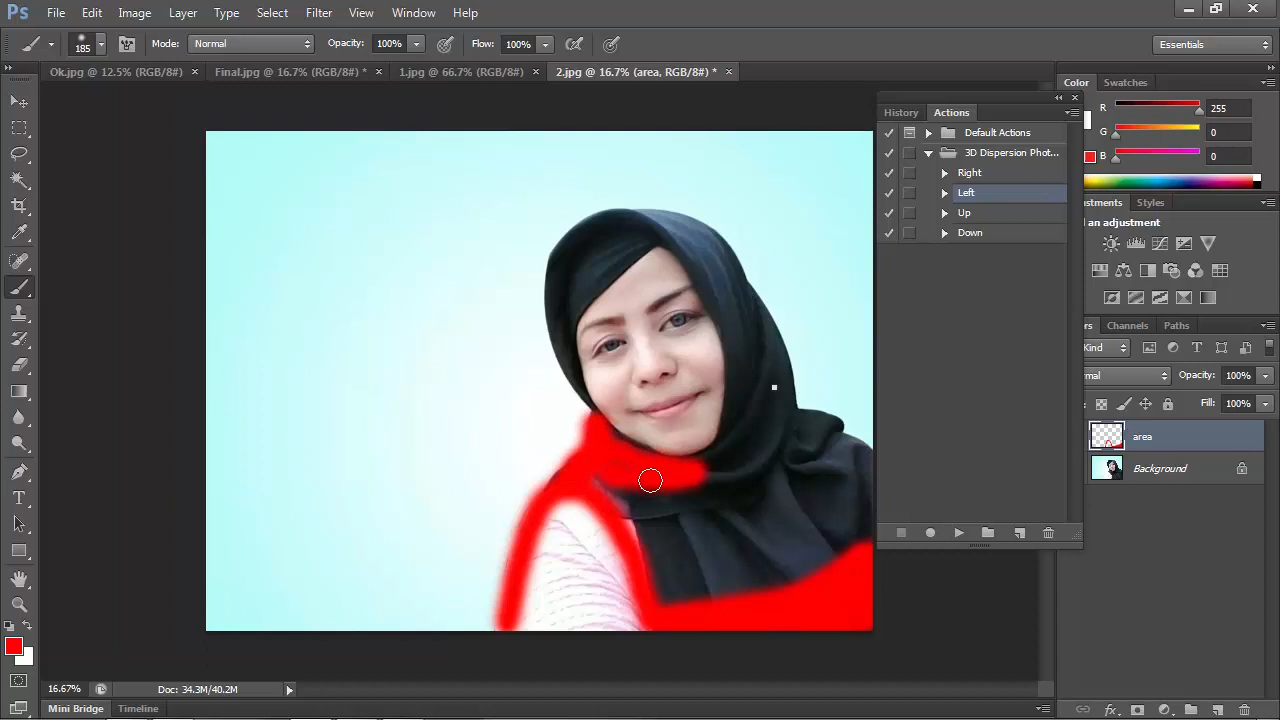 Ps File Edit Image Layer Type Select Filter View Window Help
185 Mode: Normal Opacity: 100% Flow: 100% Essentials
Ok.jpg @ 12.5% (RGB/8#) × Final.jpg @ 16.7% (RGB/8#) * × 1.jpg @ 66.7% (RGB/8#) × 2.jpg @ 16.7% (area, RGB/8#) * ×
Color Swatches
R 255
G 0
B 0
History Actions
Default Actions
3D Dispersion Phot...
Right
Left
Up
Down
justments Styles
d an adjustment
rs Channels Paths
Kind
mal Opacity: 100%
Fill: 100%
area
Background
T
16.67% Doc: 34.3M/40.2M
fx
Mini Bridge Timeline